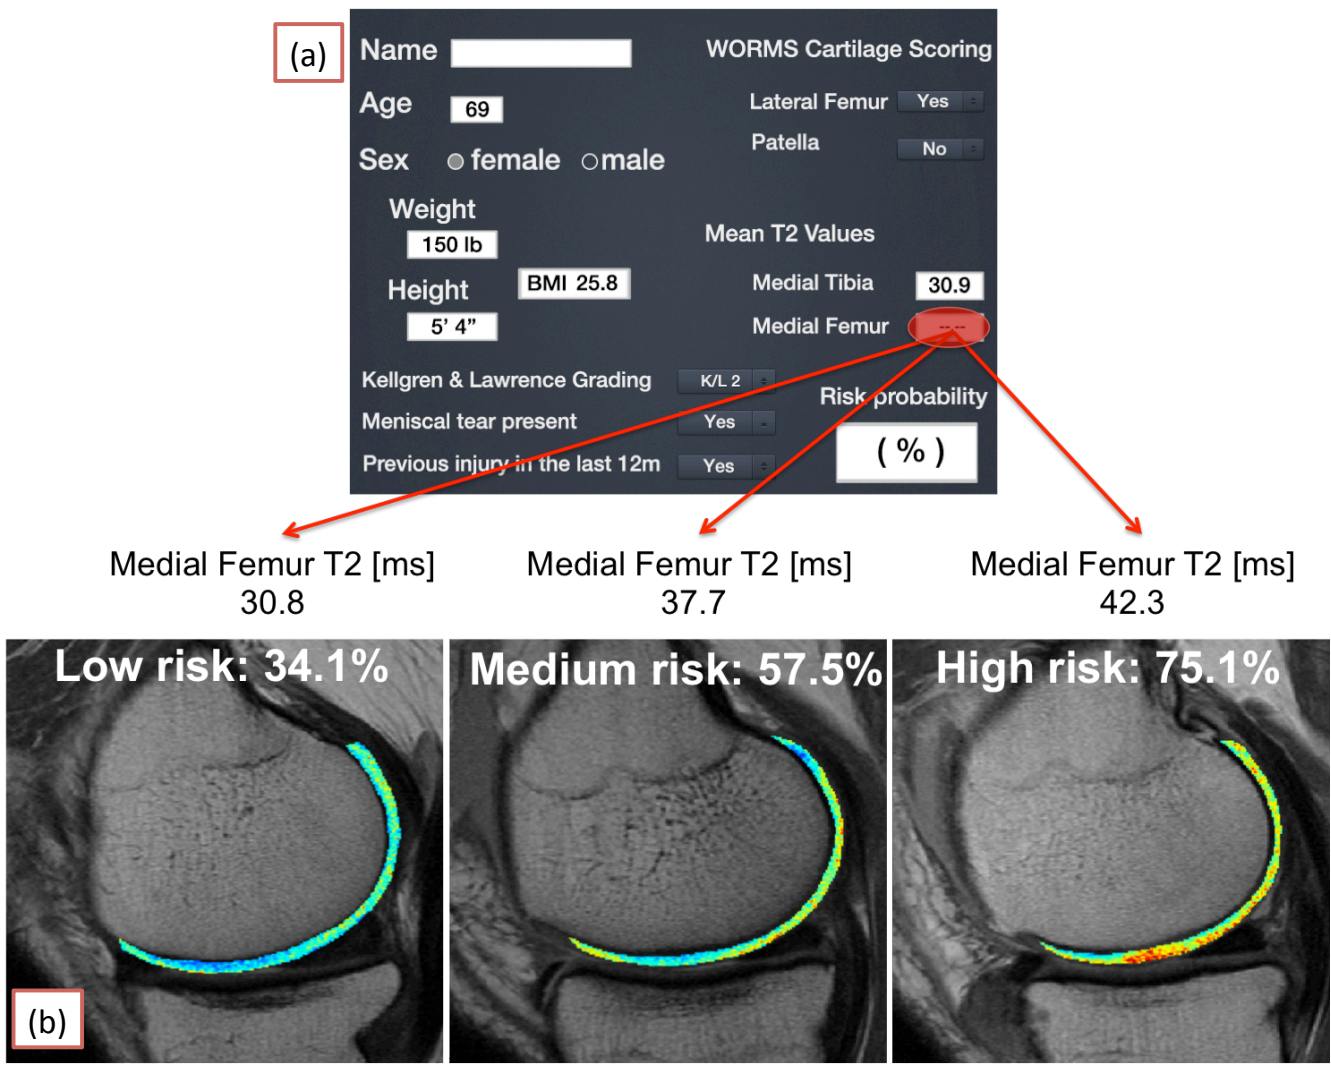 (a)
Name
Age 69
Sex female male
Weight
150 lb
Height BMI 25.8
5’ 4”
Kellgren & Lawrence Grading K/L 2
Meniscal tear present Yes
Previous injury in the last 12m Yes
WORMS Cartilage Scoring
Lateral Femur Yes
Patella No
Mean T2 Values
Medial Tibia 30.9
Medial Femur -- --
Risk probability
( % )
Medial Femur T2 [ms]
30.8
Medial Femur T2 [ms]
37.7
Medial Femur T2 [ms]
42.3
Low risk: 34.1%
Medium risk: 57.5%
High risk: 75.1%
(b)